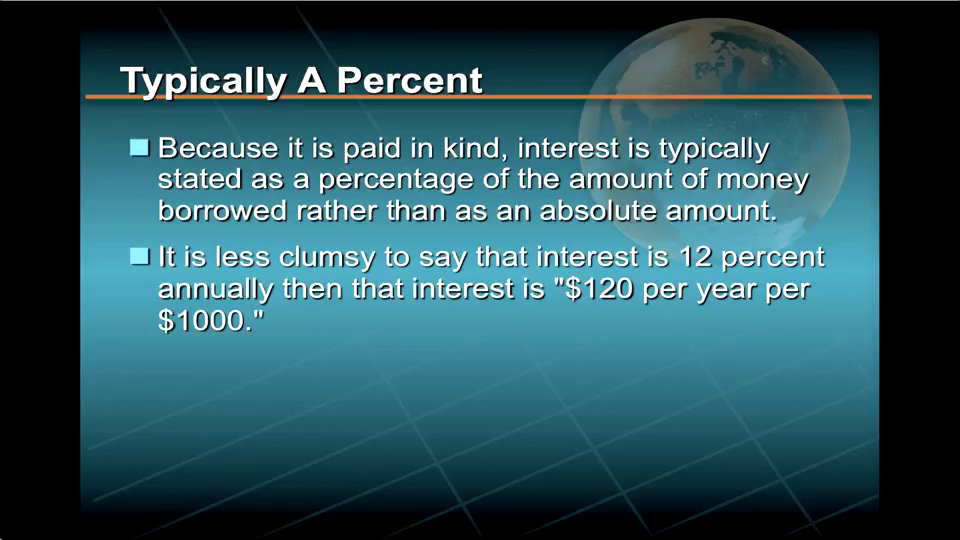 Typically A Percent
Because it is paid in kind, interest is typically
stated as a percentage of the amount of money
borrowed rather than as an absolute amount.
It is less clumsy to say that interest is 12 percent
annually then that interest is "$120 per year per
$1000."